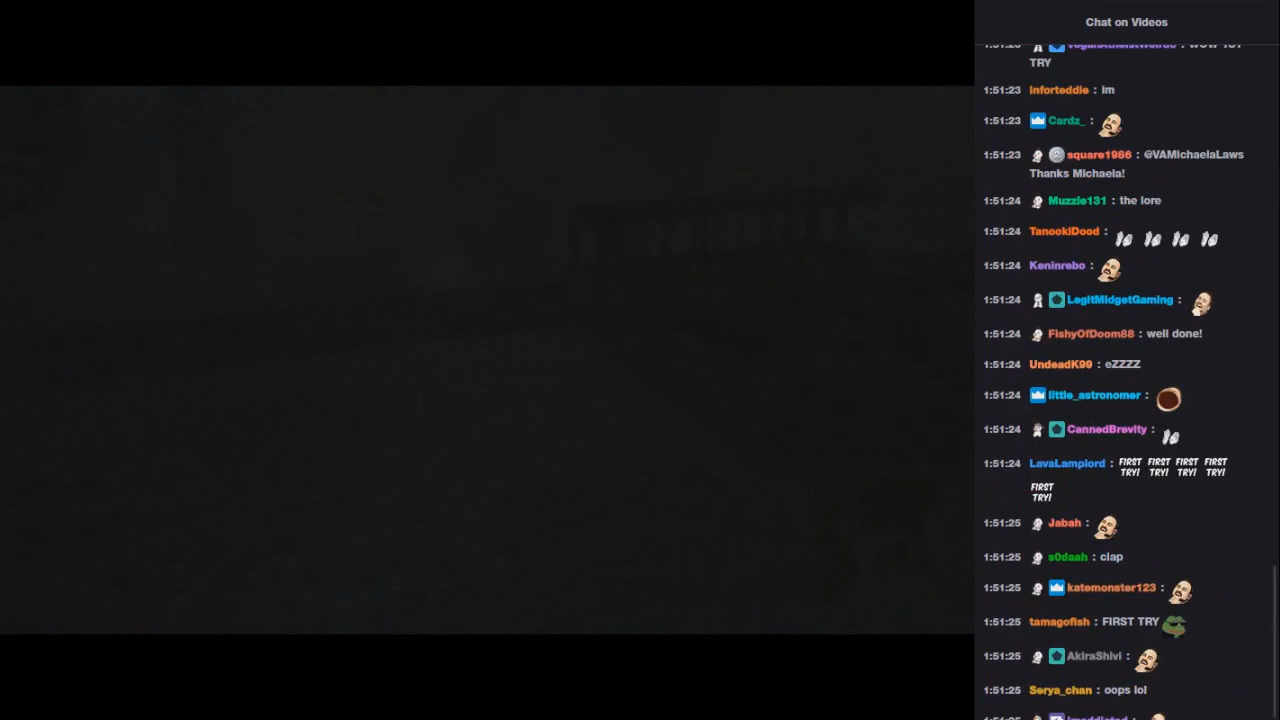 Chat on Videos
TRY
1:51:23 inforteddie : im
1:51:23 Cardz_ :
1:51:23 square1986 : @VAMichaelaLaws
Thanks Michaela!
1:51:24 Muzzle131 : the lore
1:51:24 TanookiDood :
1:51:24 Keninrebo :
1:51:24 LegitMidgetGaming :
1:51:24 FishyOfDoom88 : well done!
1:51:24 UndeadK99 : eZZZZ
1:51:24 little_astronomer :
1:51:24 CannedBrevity :
1:51:24 LavaLamplord : FIRST TRY! FIRST TRY! FIRST TRY! FIRST TRY!
FIRST TRY!
1:51:25 Jabah :
1:51:25 s0daah : clap
1:51:25 katemonster123 :
1:51:25 tamagofish : FIRST TRY
1:51:25 AkiraShivi :
1:51:25 Serya_chan : oops lol